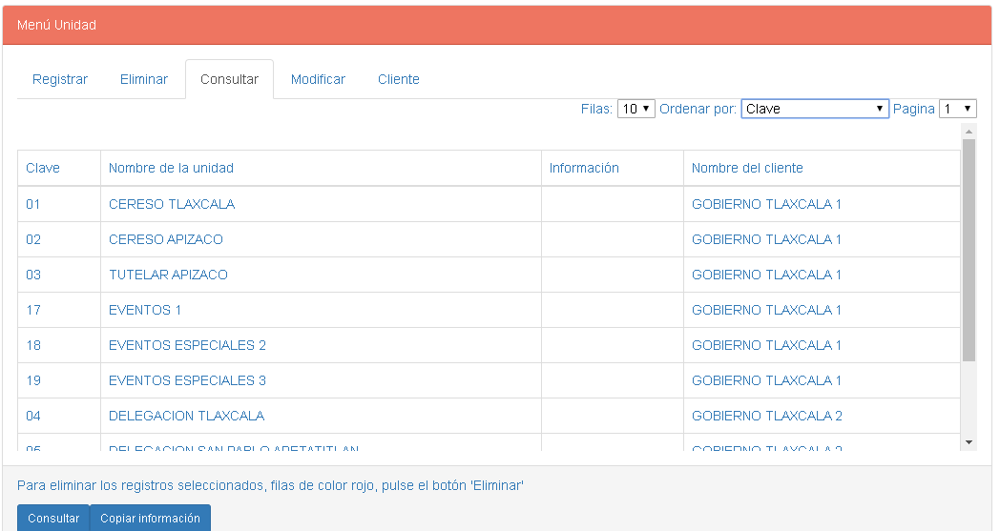 Menú Unidad
Registrar Eliminar Consultar Modificar Cliente
Filas: 10 Ordenar por: Clave Pagina 1
Clave Nombre de la unidad Información Nombre del cliente
01 CERESO TLAXCALA GOBIERNO TLAXCALA 1
02 CERESO APIZACO GOBIERNO TLAXCALA 1
03 TUTELAR APIZACO GOBIERNO TLAXCALA 1
17 EVENTOS 1 GOBIERNO TLAXCALA 1
18 EVENTOS ESPECIALES 2 GOBIERNO TLAXCALA 1
19 EVENTOS ESPECIALES 3 GOBIERNO TLAXCALA 1
04 DELEGACION TLAXCALA GOBIERNO TLAXCALA 2
05 DELEGACION SAN PABLO APETATITLAN GOBIERNO TLAXCALA 2
Para eliminar los registros seleccionados, filas de color rojo, pulse el botón 'Eliminar'
Consultar Copiar información